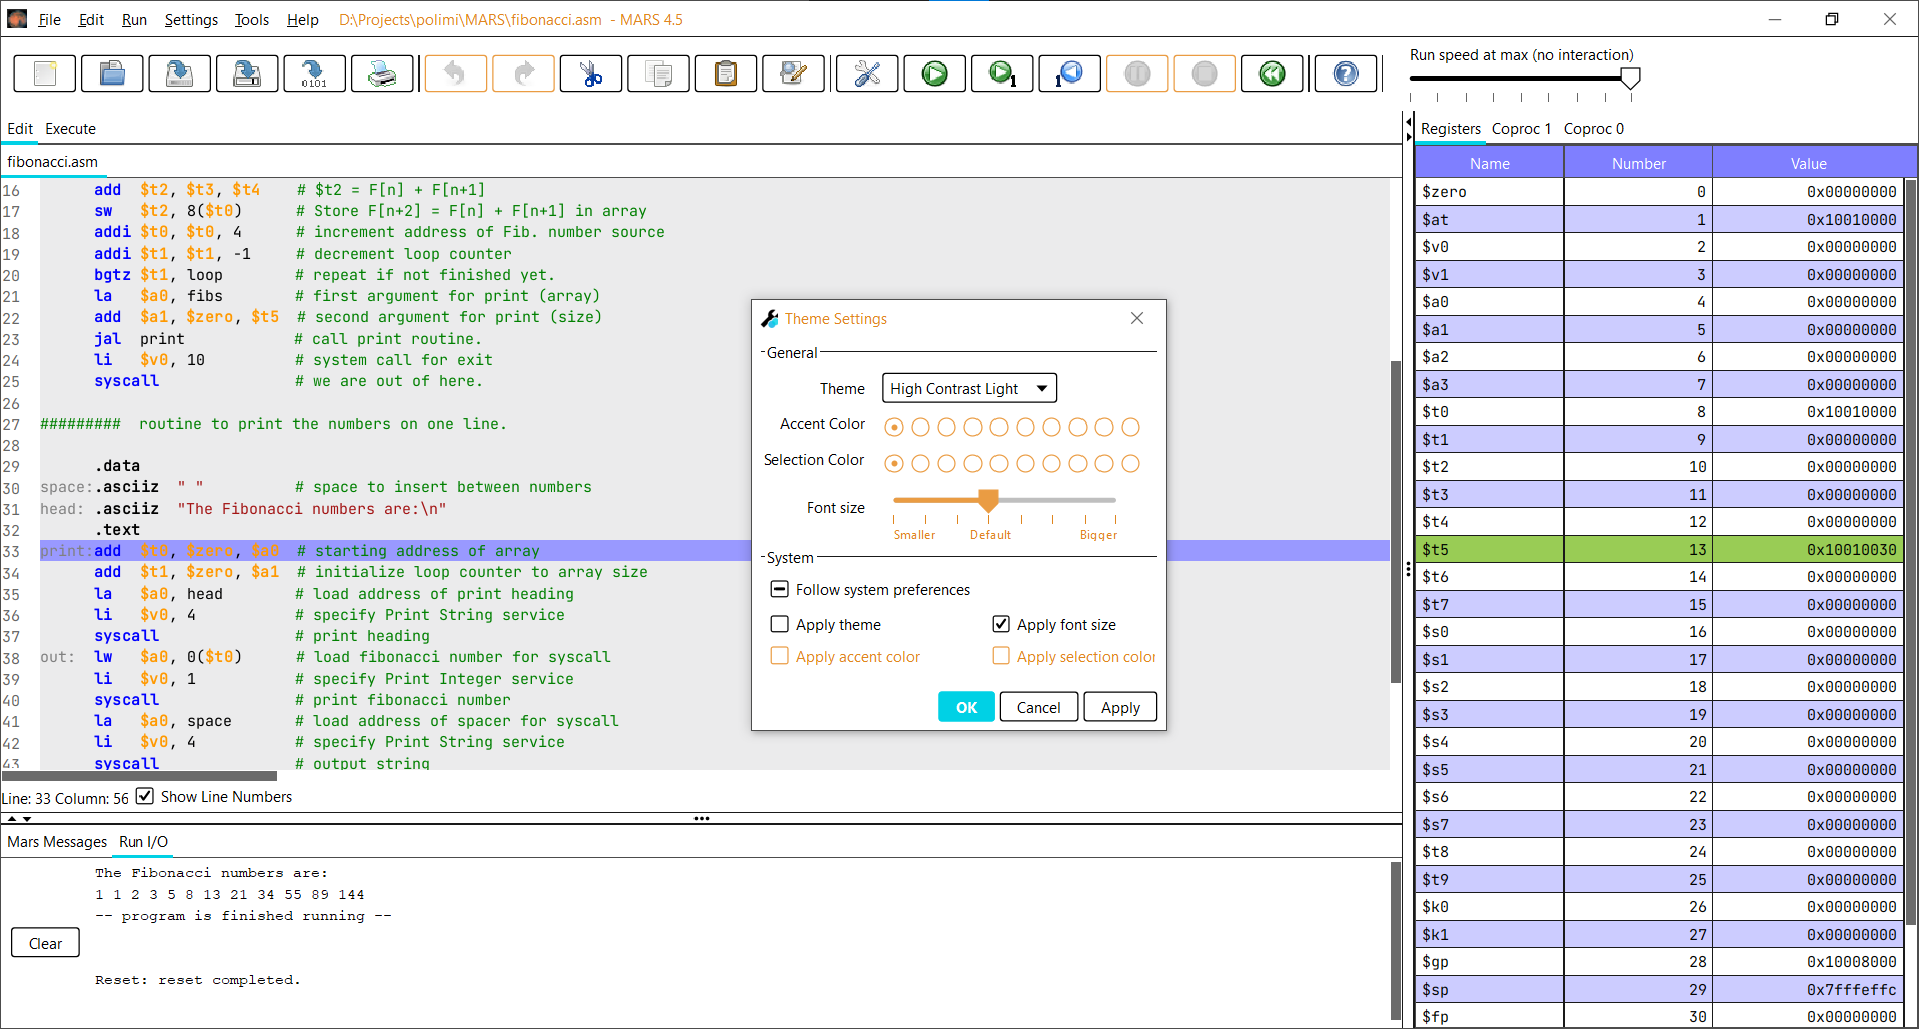 File Edit Run Settings Tools Help D:\Projects\polimi\MARS\fibonacci.asm - MARS 4.5
0101
1
1
Run speed at max (no interaction)
Edit Execute
fibonacci.asm
16 add $t2, $t3, $t4 # $t2 = F[n] + F[n+1]
17 sw $t2, 8($t0) # Store F[n+2] = F[n] + F[n+1] in array
18 addi $t0, $t0, 4 # increment address of Fib. number source
19 addi $t1, $t1, -1 # decrement loop counter
20 bgtz $t1, loop # repeat if not finished yet.
21 la $a0, fibs # first argument for print (array)
22 add $a1, $zero, $t5 # second argument for print (size)
23 jal print # call print routine.
24 li $v0, 10 # system call for exit
25 syscall # we are out of here.
26
27 ######### routine to print the numbers on one line.
28
29 .data
30 space:.asciiz " " # space to insert between numbers
31 head: .asciiz "The Fibonacci numbers are:\n"
32 .text
33 print:add $t0, $zero, $a0 # starting address of array
34 add $t1, $zero, $a1 # initialize loop counter to array size
35 la $a0, head # load address of print heading
36 li $v0, 4 # specify Print String service
37 syscall # print heading
38 out: lw $a0, 0($t0) # load fibonacci number for syscall
39 li $v0, 1 # specify Print Integer service
40 syscall # print fibonacci number
41 la $a0, space # load address of spacer for syscall
42 li $v0, 4 # specify Print String service
43 syscall # output string
Line: 33 Column: 56 Show Line Numbers
Mars Messages Run I/O
The Fibonacci numbers are:
1 1 2 3 5 8 13 21 34 55 89 144
-- program is finished running --
Clear
Reset: reset completed.
Theme Settings
General
Theme High Contrast Light
Accent Color
Selection Color
Font size
Smaller Default Bigger
System
Follow system preferences
Apply theme Apply font size
Apply accent color Apply selection color
OK Cancel Apply
Registers Coproc 1 Coproc 0
Name Number Value
$zero 0 0x00000000
$at 1 0x10010000
$v0 2 0x00000000
$v1 3 0x00000000
$a0 4 0x00000000
$a1 5 0x00000000
$a2 6 0x00000000
$a3 7 0x00000000
$t0 8 0x10010000
$t1 9 0x00000000
$t2 10 0x00000000
$t3 11 0x00000000
$t4 12 0x00000000
$t5 13 0x10010030
$t6 14 0x00000000
$t7 15 0x00000000
$s0 16 0x00000000
$s1 17 0x00000000
$s2 18 0x00000000
$s3 19 0x00000000
$s4 20 0x00000000
$s5 21 0x00000000
$s6 22 0x00000000
$s7 23 0x00000000
$t8 24 0x00000000
$t9 25 0x00000000
$k0 26 0x00000000
$k1 27 0x00000000
$gp 28 0x10008000
$sp 29 0x7fffeffc
$fp 30 0x00000000